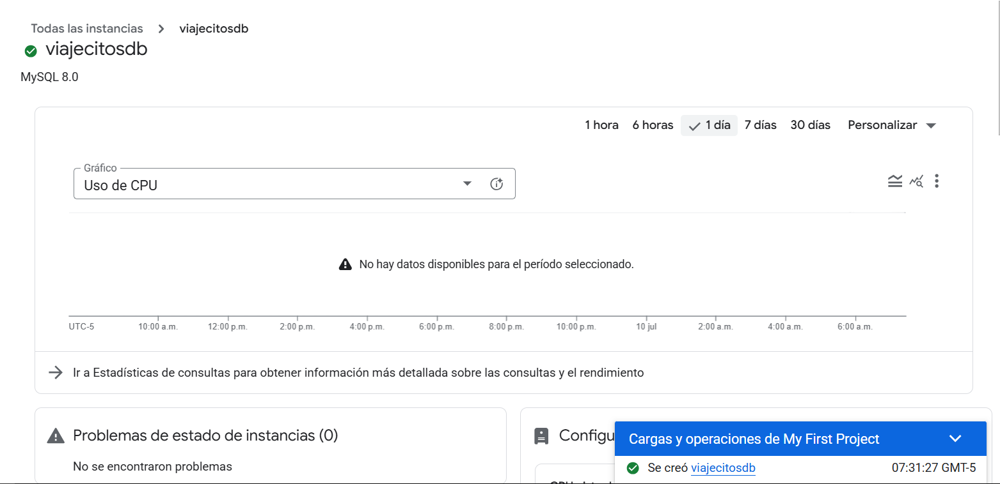 Todas las instancias > viajecitosdb
viajecitosdb
MySQL 8.0
1 hora 6 horas 1 día 7 días 30 días Personalizar
Gráfico
Uso de CPU
No hay datos disponibles para el período seleccionado.
UTC-5 10:00 a.m. 12:00 p.m. 2:00 p.m. 4:00 p.m. 6:00 p.m. 8:00 p.m. 10:00 p.m. 10 jul 2:00 a.m. 4:00 a.m. 6:00 a.m.
Ir a Estadísticas de consultas para obtener información más detallada sobre las consultas y el rendimiento
Problemas de estado de instancias (0)
No se encontraron problemas
Configu
Cargas y operaciones de My First Project
Se creó viajecitosdb 07:31:27 GMT-5